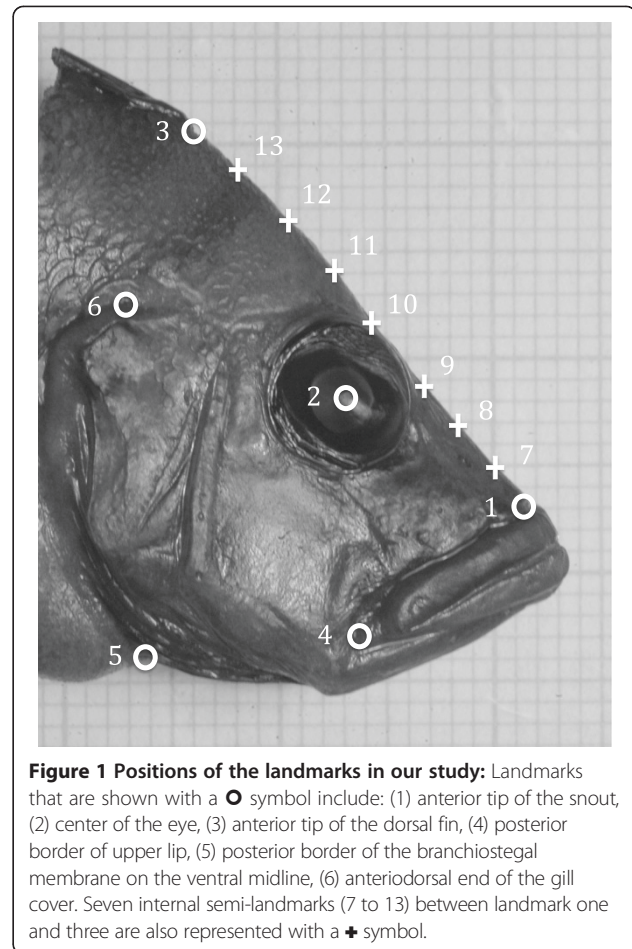 3
13
12
11
6
10
2
9
8
7
1
4
5
Figure 1 Positions of the landmarks in our study: Landmarks
that are shown with a O symbol include: (1) anterior tip of the snout,
(2) center of the eye, (3) anterior tip of the dorsal fin, (4) posterior
border of upper lip, (5) posterior border of the branchiostegal
membrane on the ventral midline, (6) anteriodorsal end of the gill
cover. Seven internal semi-landmarks (7 to 13) between landmark one
and three are also represented with a + symbol.